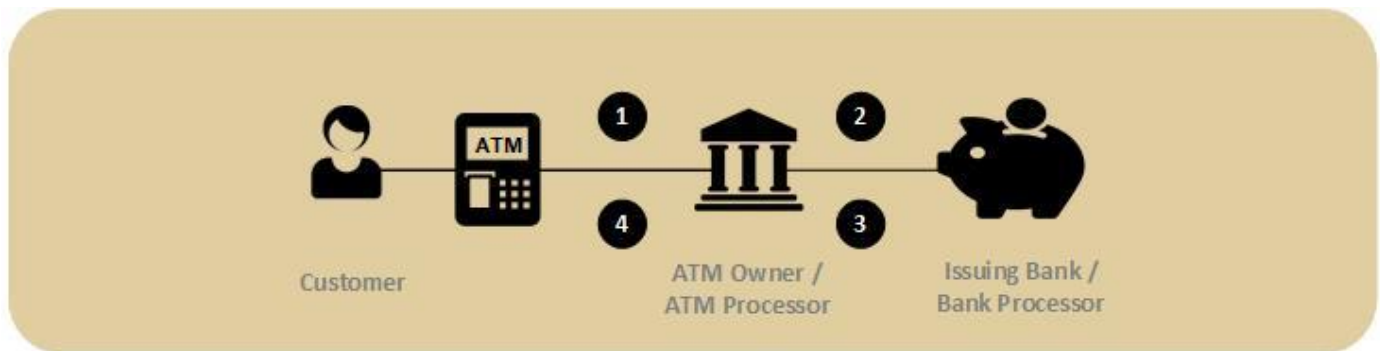 ATM
1
2
4
3
Customer
ATM Owner /
ATM Processor
Issuing Bank /
Bank Processor